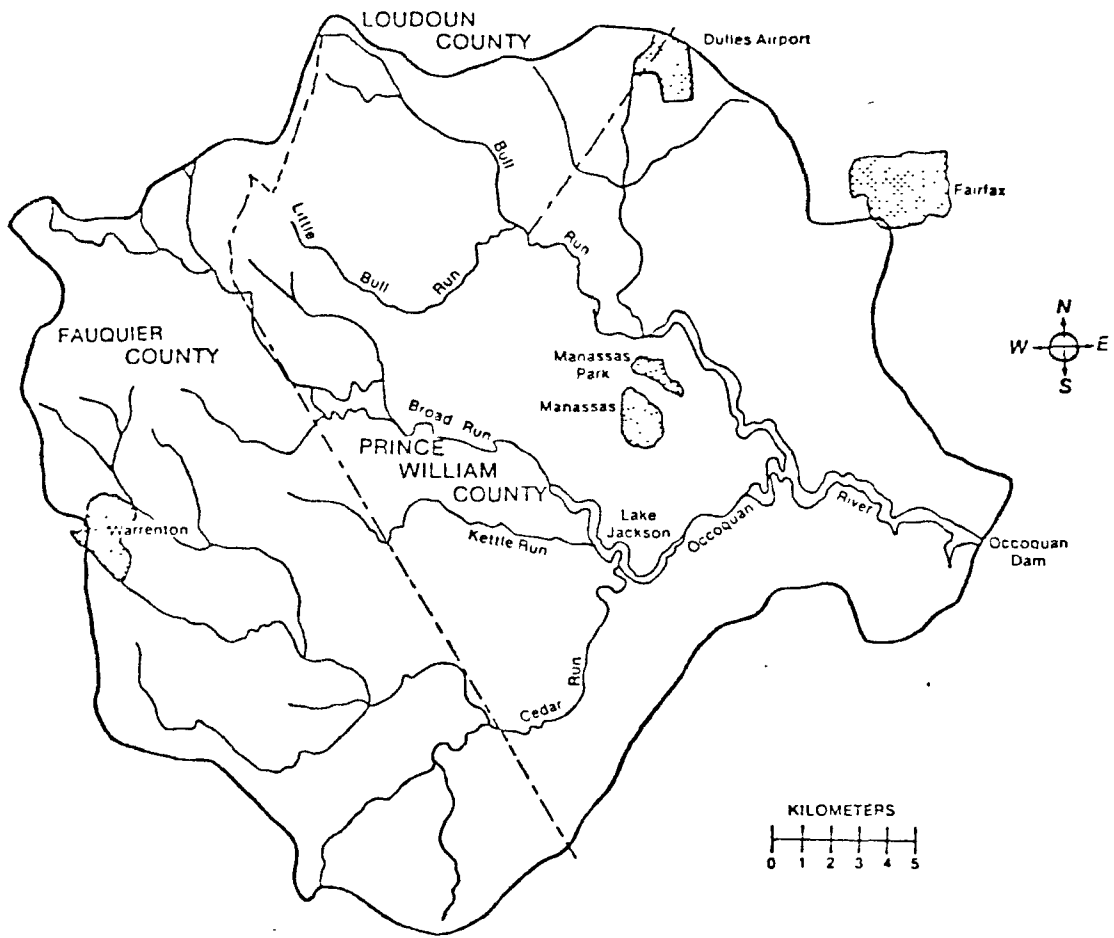 LOUDOUN
COUNTY
Dulles Airport
Bull
Fairfax
Little
Bull
Run
Run
N
W E
S
FAUQUIER
COUNTY
Manassas
Park
Manassas
Broad Run
PRINCE
WILLIAM
COUNTY
Warrenton
Kettle Run
Lake
Jackson
Occoquan
River
Occoquan
Dam
Cedar
Run
KILOMETERS
0 1 2 3 4 5